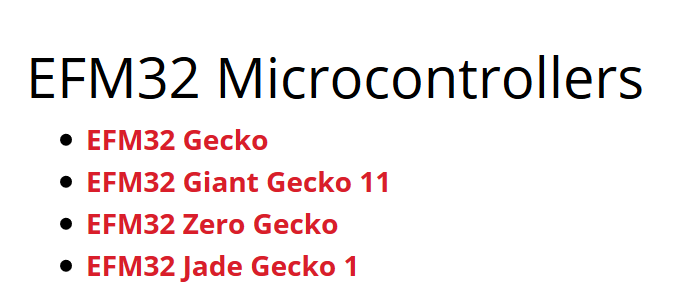 EFM32 Microcontrollers
EFM32 Gecko
EFM32 Giant Gecko 11
EFM32 Zero Gecko
EFM32 Jade Gecko 1